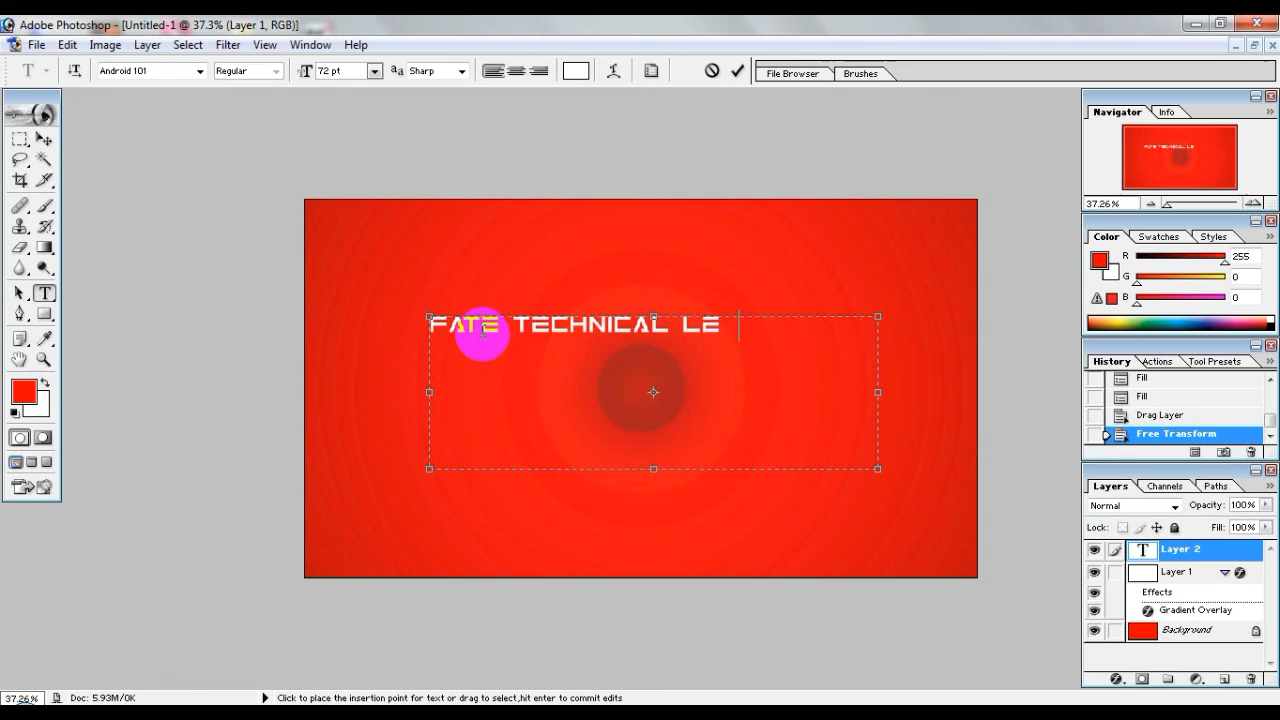 Adobe Photoshop - [Untitled-1 @ 37.3% (Layer 1, RGB)]
File Edit Image Layer Select Filter View Window Help
T Android 101 Regular 72 pt aa Sharp
File Browser Brushes
Navigator Info
FATE TECHNICAL LE
37.26%
Color Swatches Styles
R 255
G 0
B 0
FATE TECHNICAL LE
History Actions Tool Presets
Fill
Fill
Drag Layer
Free Transform
Layers Channels Paths
Normal Opacity: 100%
Lock: Fill: 100%
T Layer 2
Layer 1
Effects
Gradient Overlay
Background
37.26% Doc: 5.93M/0K Click to place the insertion point for text or drag to select,hit enter to commit edits